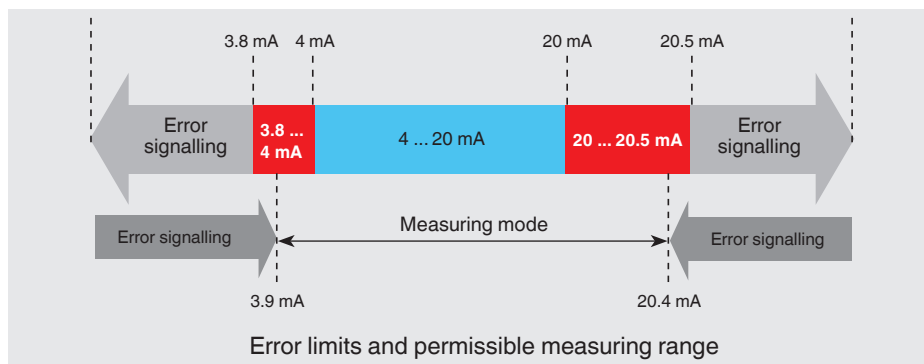 3.8 mA 4 mA 20 mA 20.5 mA
Error
signalling
3.8 ...
4 mA
4 ... 20 mA
20 ... 20.5 mA
Error
signalling
Error signalling
Measuring mode
Error signalling
3.9 mA 20.4 mA
Error limits and permissible measuring range